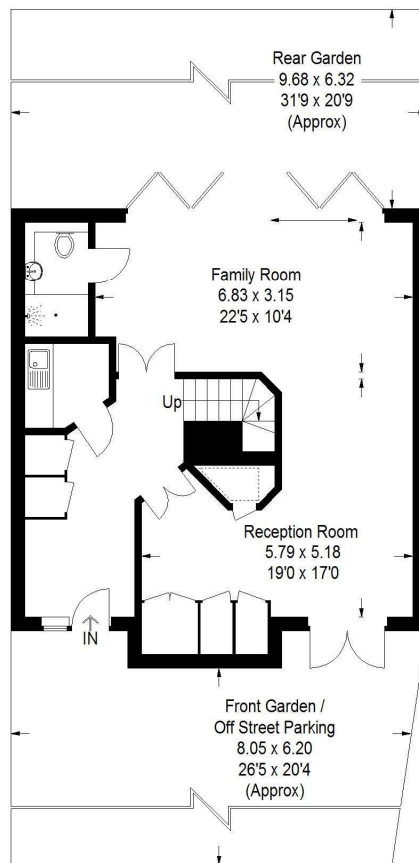 Rear Garden
9.68 x 6.32
31'9 x 20'9
(Approx)
Family Room
6.83 x 3.15
22'5 x 10'4
Up
Reception Room
5.79 x 5.18
19'0 x 17'0
IN
Front Garden /
Off Street Parking
8.05 x 6.20
26'5 x 20'4
(Approx)